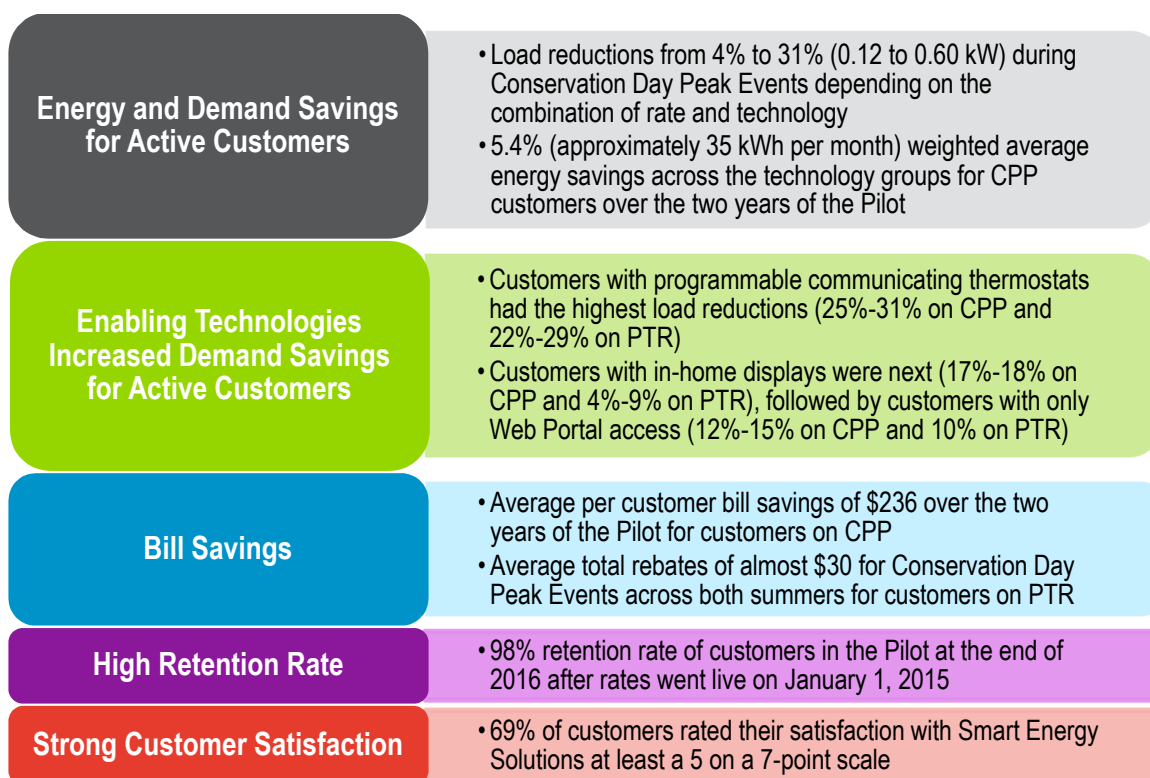 Energy and Demand Savings
for Active Customers
• Load reductions from 4% to 31% (0.12 to 0.60 kW) during
Conservation Day Peak Events depending on the
combination of rate and technology
• 5.4% (approximately 35 kWh per month) weighted average
energy savings across the technology groups for CPP
customers over the two years of the Pilot
Enabling Technologies
Increased Demand Savings
for Active Customers
• Customers with programmable communicating thermostats
had the highest load reductions (25%-31% on CPP and
22%-29% on PTR)
• Customers with in-home displays were next (17%-18% on
CPP and 4%-9% on PTR), followed by customers with only
Web Portal access (12%-15% on CPP and 10% on PTR)
Bill Savings
• Average per customer bill savings of $236 over the two
years of the Pilot for customers on CPP
• Average total rebates of almost $30 for Conservation Day
Peak Events across both summers for customers on PTR
High Retention Rate
• 98% retention rate of customers in the Pilot at the end of
2016 after rates went live on January 1, 2015
Strong Customer Satisfaction
• 69% of customers rated their satisfaction with Smart Energy
Solutions at least a 5 on a 7-point scale